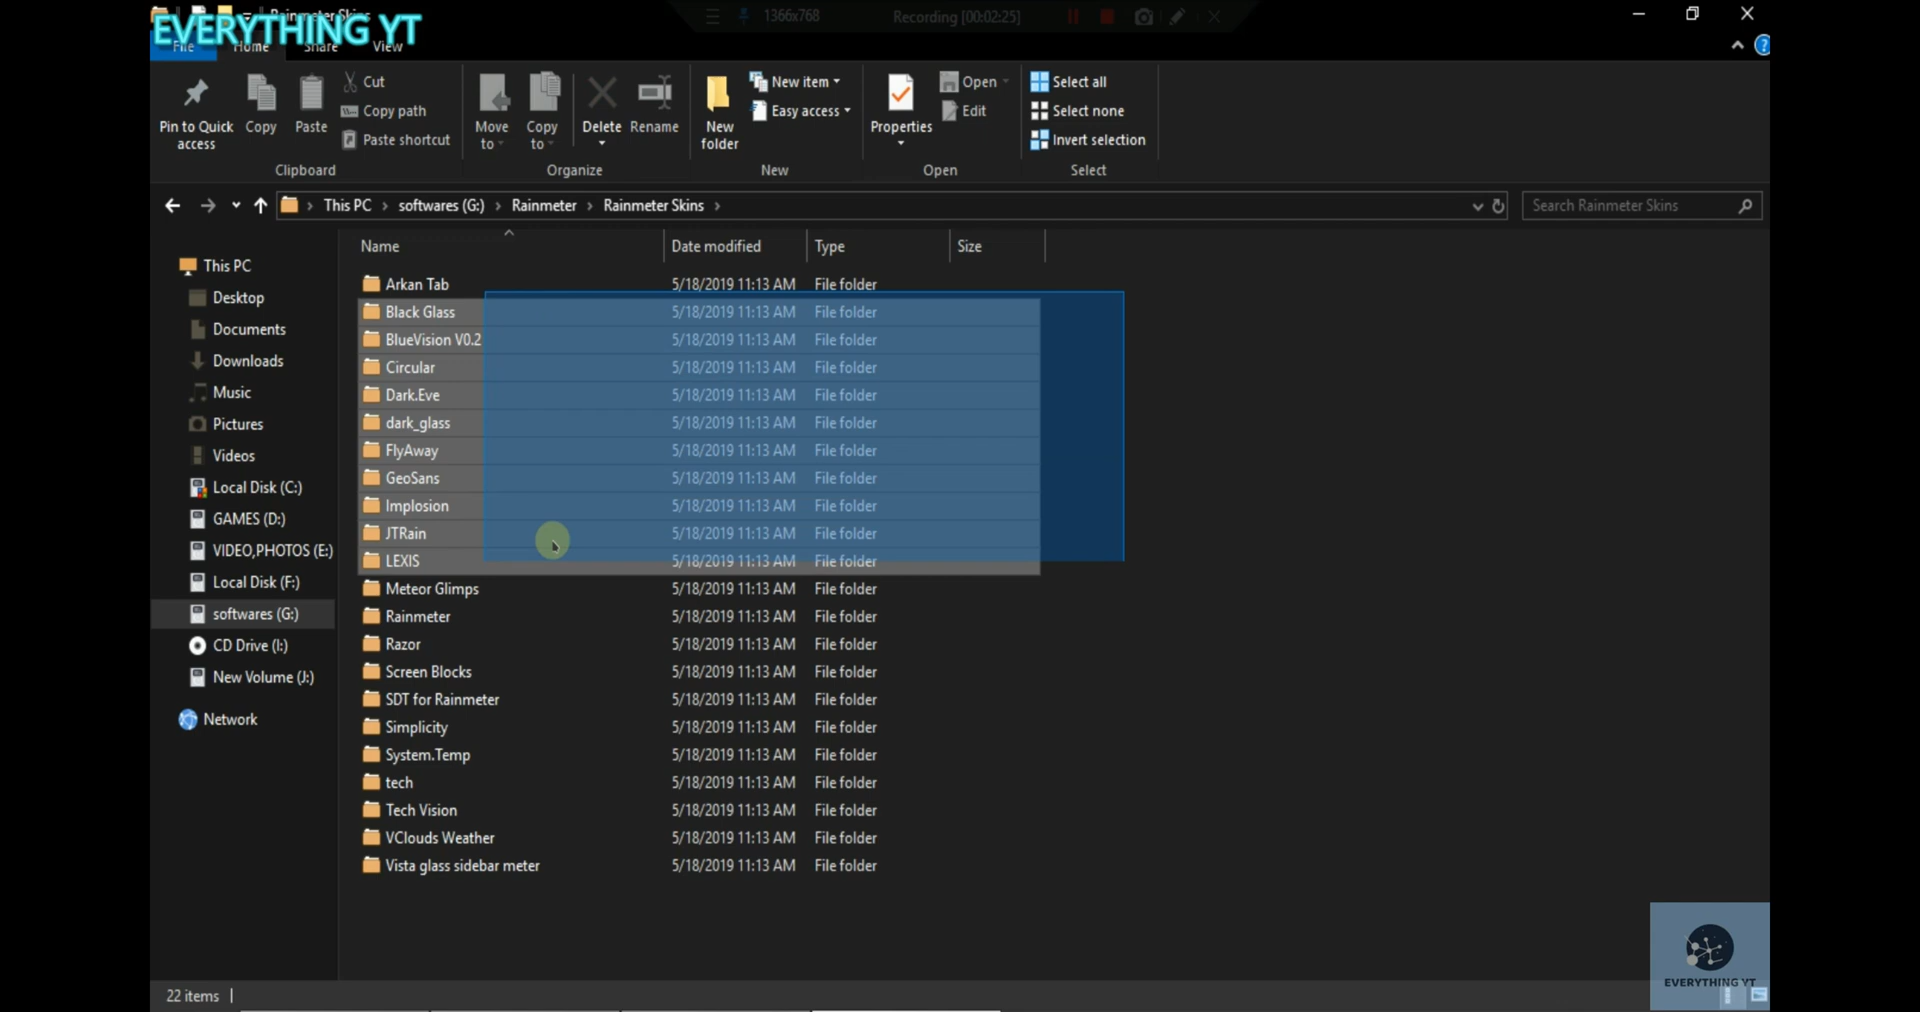 Rainmeter Skins
EVERYTHING YT
1366x768
Recording [00:02:25]
File
Home
Share
View
Pin to Quick access
Copy
Paste
Cut
Copy path
Paste shortcut
Clipboard
Move to
Copy to
Delete
Rename
Organize
New folder
New item
Easy access
New
Properties
Open
Edit
Open
Select all
Select none
Invert selection
Select
This PC > softwares (G:) > Rainmeter > Rainmeter Skins >
Search Rainmeter Skins
This PC
Desktop
Documents
Downloads
Music
Pictures
Videos
Local Disk (C:)
GAMES (D:)
VIDEO,PHOTOS (E:)
Local Disk (F:)
softwares (G:)
CD Drive (I:)
New Volume (J:)
Network
Name Date modified Type Size
Arkan Tab 5/18/2019 11:13 AM File folder
Black Glass 5/18/2019 11:13 AM File folder
BlueVision V0.2 5/18/2019 11:13 AM File folder
Circular 5/18/2019 11:13 AM File folder
Dark.Eve 5/18/2019 11:13 AM File folder
dark_glass 5/18/2019 11:13 AM File folder
FlyAway 5/18/2019 11:13 AM File folder
GeoSans 5/18/2019 11:13 AM File folder
Implosion 5/18/2019 11:13 AM File folder
JTRain 5/18/2019 11:13 AM File folder
LEXIS 5/18/2019 11:13 AM File folder
Meteor Glimps 5/18/2019 11:13 AM File folder
Rainmeter 5/18/2019 11:13 AM File folder
Razor 5/18/2019 11:13 AM File folder
Screen Blocks 5/18/2019 11:13 AM File folder
SDT for Rainmeter 5/18/2019 11:13 AM File folder
Simplicity 5/18/2019 11:13 AM File folder
System.Temp 5/18/2019 11:13 AM File folder
tech 5/18/2019 11:13 AM File folder
Tech Vision 5/18/2019 11:13 AM File folder
VClouds Weather 5/18/2019 11:13 AM File folder
Vista glass sidebar meter 5/18/2019 11:13 AM File folder
22 items
EVERYTHING YT